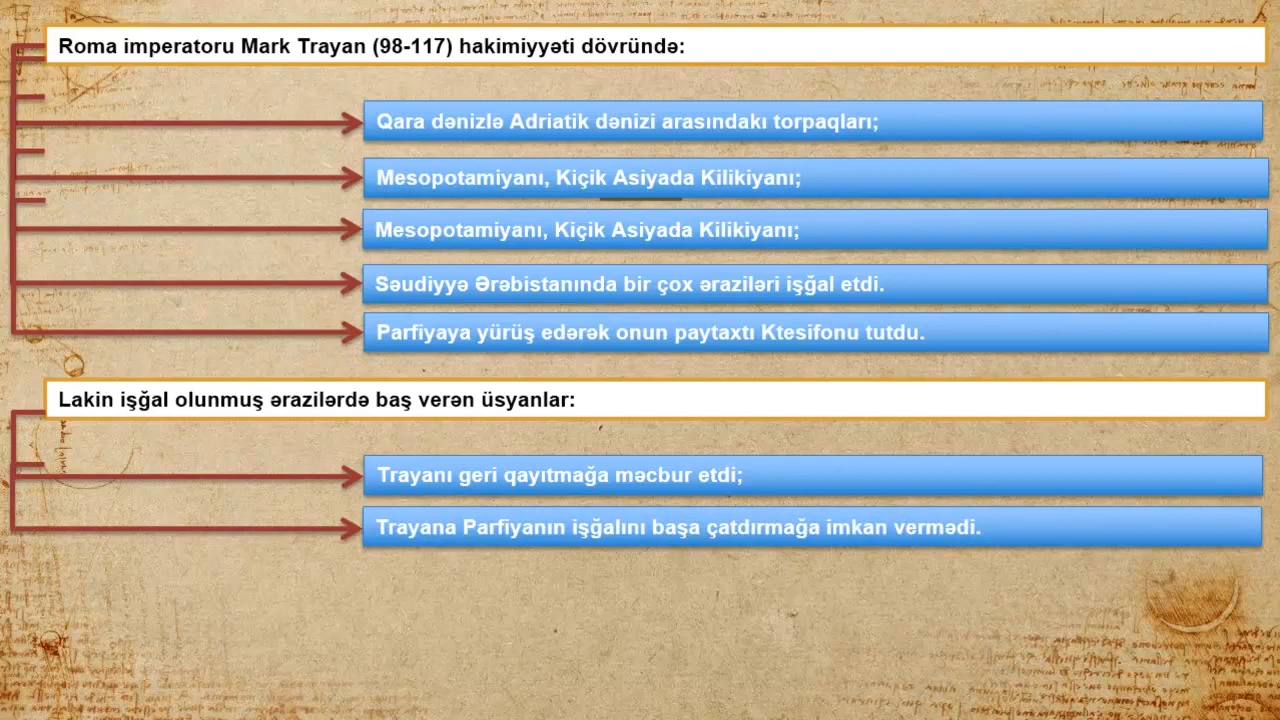 Roma imperatoru Mark Trayan (98-117) hakimiyyəti dövründə:
Qara dənizlə Adriatik dənizi arasındakı torpaqları;
Mesopotamiyanı, Kiçik Asiyada Kilikiyanı;
Mesopotamiyanı, Kiçik Asiyada Kilikiyanı;
Səudiyyə Ərəbistanında bir çox əraziləri işğal etdi.
Parfiyaya yürüş edərək onun paytaxtı Ktesifonu tutdu.
Lakin işğal olunmuş ərazilərdə baş verən üsyanlar:
Trayanı geri qayıtmağa məcbur etdi;
Trayana Parfiyanın işğalını başa çatdırmağa imkan vermədi.